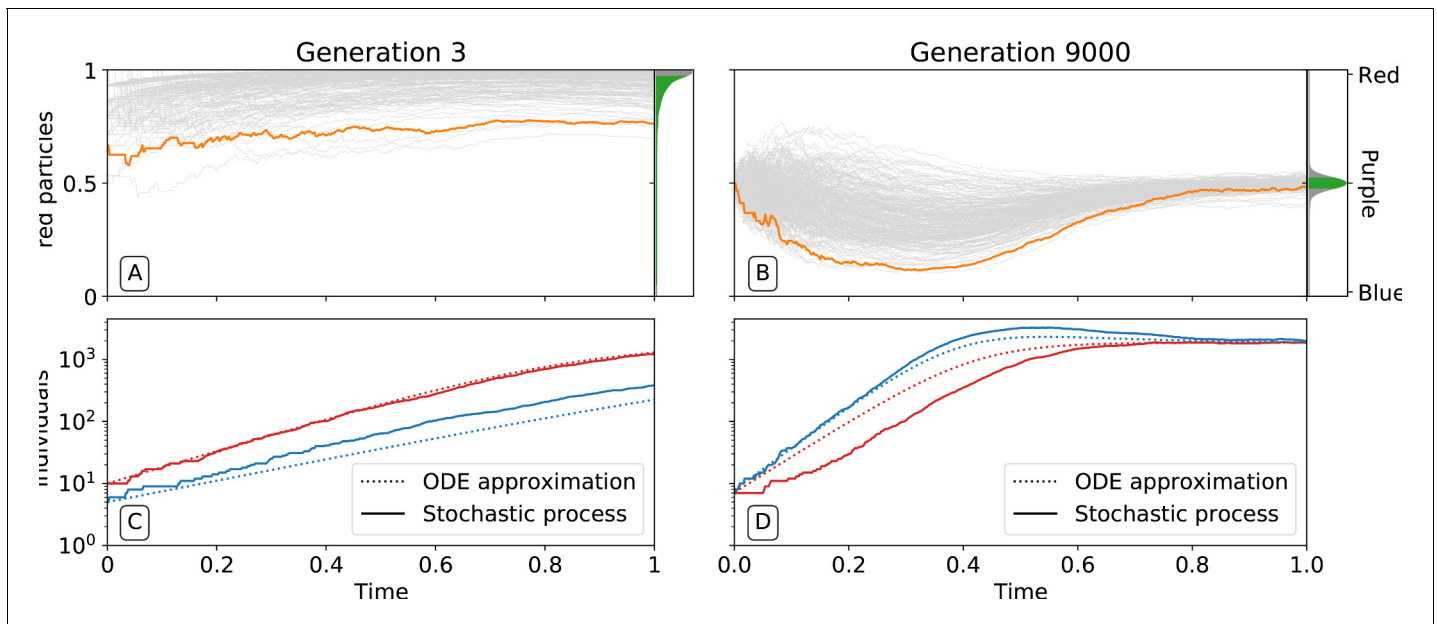 Generation 3
Generation 9000
1
0.5
0
red particies
A
B
Red
Purple
Blue
10³
10²
10¹
10⁰
individuals
C
ODE approximation
Stochastic process
D
ODE approximation
Stochastic process
0
0.2
0.4
0.6
0.8
1
0.0
0.2
0.4
0.6
0.8
1.0
Time
Time